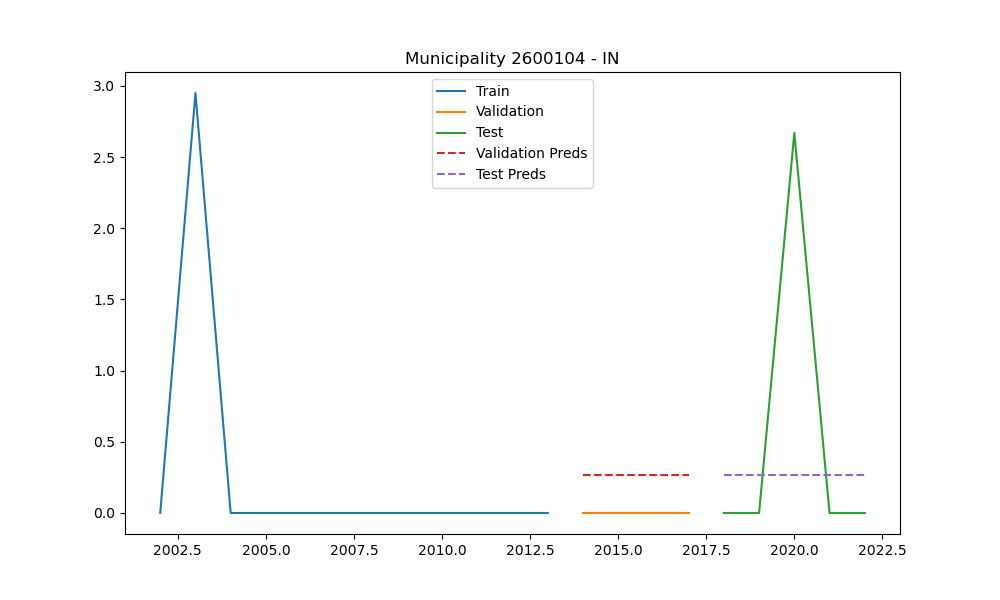 Municipality 2600104 - IN
Train
Validation
Test
Validation Preds
Test Preds
3.0
2.5
2.0
1.5
1.0
0.5
0.0
2002.5 2005.0 2007.5 2010.0 2012.5 2015.0 2017.5 2020.0 2022.5